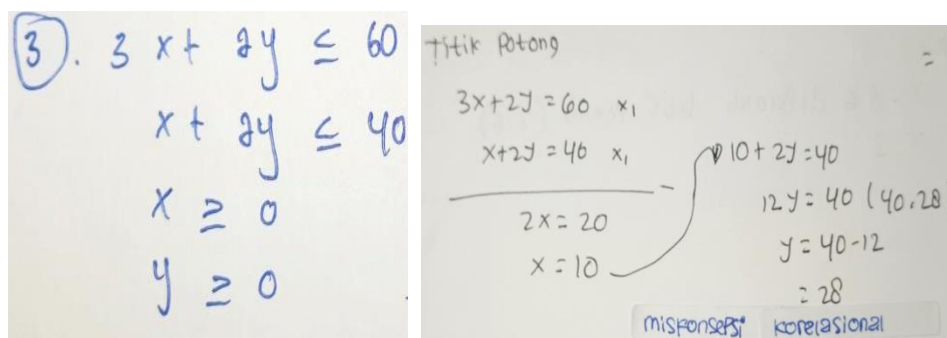 3. 3x + 2y ≤ 60
x + 2y ≤ 40
x ≥ 0
y ≥ 0
Titik Potong
=
3x+2y = 60 x1
x+2y = 40 x1
-
2x = 20
x = 10
10 + 2y = 40
12y = 40 (40.28
y = 40-12
= 28
misKonsepsi Korelasional